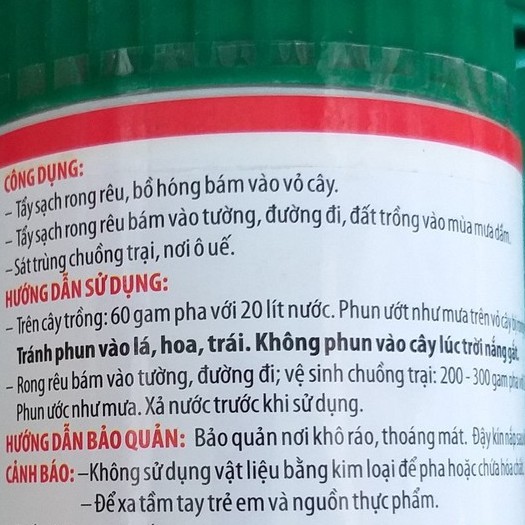 CÔNG DỤNG:
– Tẩy sạch rong rêu, bồ hóng bám vào vỏ cây.
– Tẩy sạch rong rêu bám vào tường, đường đi, đất trồng vào mùa mưa dầm.
– Sát trùng chuồng trại, nơi ô uế.
HƯỚNG DẪN SỬ DỤNG:
– Trên cây trồng: 60 gam pha với 20 lít nước. Phun ướt như mưa trên vỏ cây
Tránh phun vào lá, hoa, trái. Không phun vào cây lúc trời nắng gắt.
– Rong rêu bám vào tường, đường đi; vệ sinh chuồng trại: 200 - 300 gam
Phun ướt như mưa. Xả nước trước khi sử dụng.
HƯỚNG DẪN BẢO QUẢN: Bảo quản nơi khô ráo, thoáng mát. Đậy kín nắp
CẢNH BÁO: –Không sử dụng vật liệu bằng kim loại để pha hoặc chứa hóa chất.
–Để xa tầm tay trẻ em và nguồn thực phẩm.